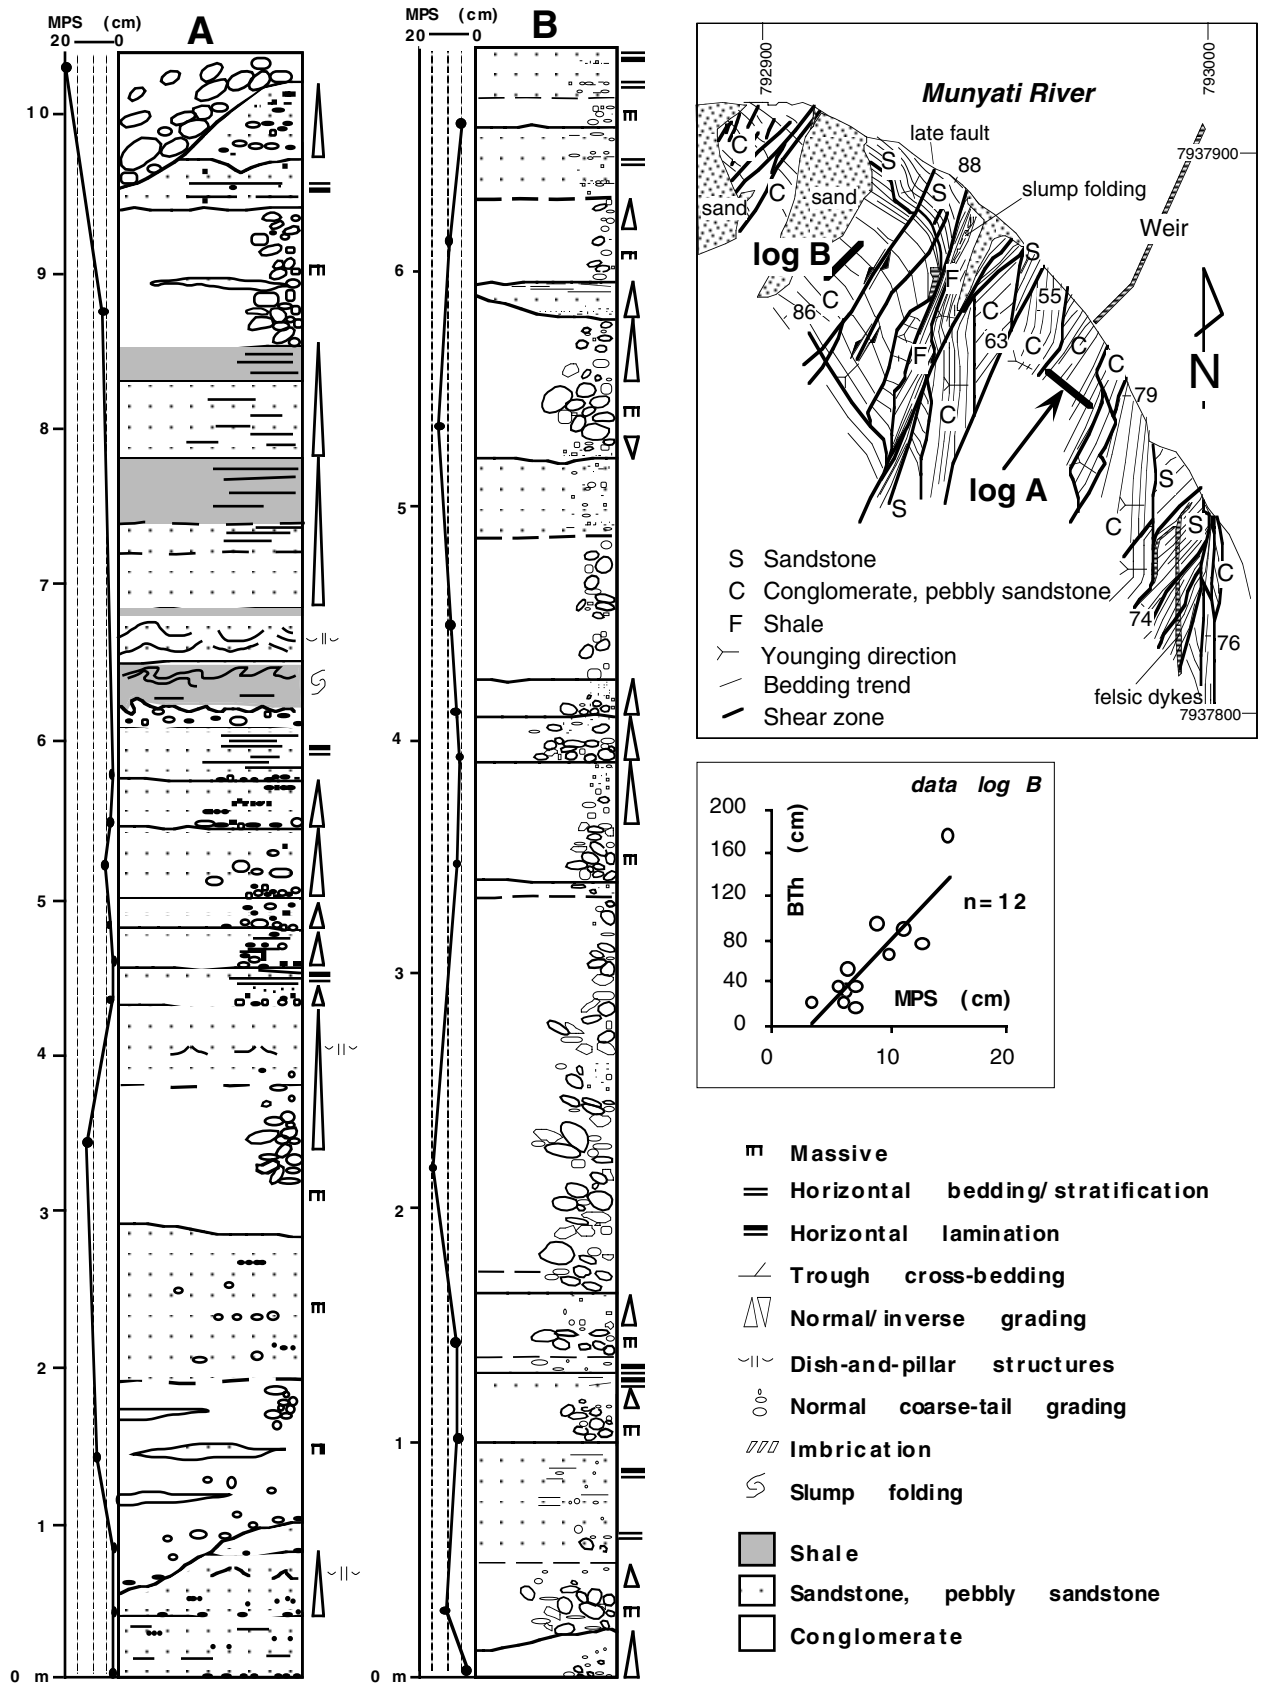 MPS (cm)
20 0
A
10
9
8
7
6
5
4
3
2
1
0 m
MPS (cm)
20 0
B
6
5
4
3
2
1
0 m
792900
793000
Munyati River
late fault
7937900
88
slump folding
S
S
C
C
sand
sand
Weir
log B
S
F
C
C
55
86
63
C
C
C
F
79
N
C
log A
S
S
C
S
C
74
76
felsic dykes
7937800
S Sandstone
C Conglomerate, pebbly sandstone
F Shale
Younging direction
Bedding trend
Shear zone
data log B
BTh (cm)
200
160
120
80
40
0
n=12
MPS (cm)
0 10 20
Massive
Horizontal bedding/stratification
Horizontal lamination
Trough cross-bedding
Normal/inverse grading
Dish-and-pillar structures
Normal coarse-tail grading
Imbrication
Slump folding
Shale
Sandstone, pebbly sandstone
Conglomerate